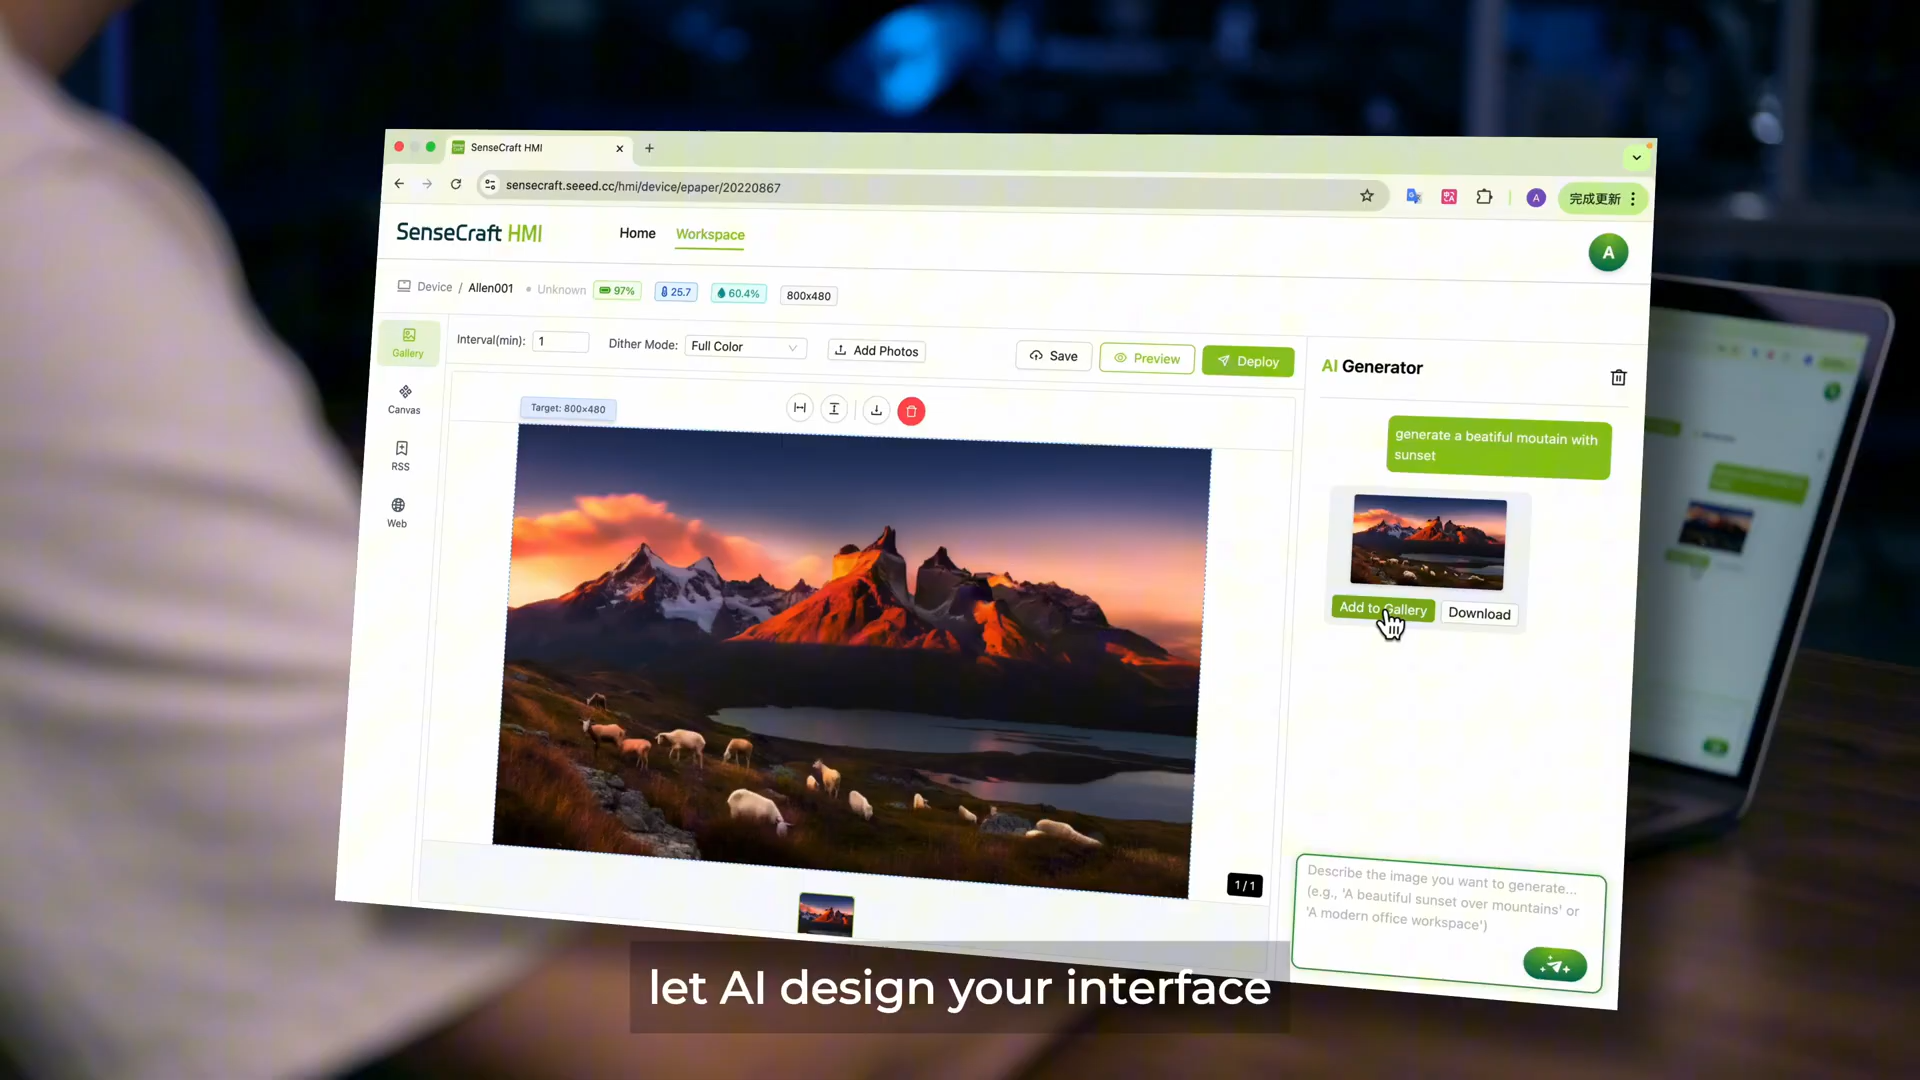 SenseCraft HMI
sensecraft.seeed.cc/hmi/device/epaper/20220867
A
完成更新
SenseCraft HMI
Home
Workspace
A
Device / Allen001
Unknown
97%
25.7
60.4%
800x480
Gallery
Canvas
RSS
Web
Interval(min): 1
Dither Mode: Full Color
Add Photos
Save
Preview
Deploy
Target: 800×480
1/1
AI Generator
generate a beatiful moutain with
sunset
Add to Gallery
Download
Describe the image you want to generate...
(e.g., 'A beautiful sunset over mountains' or
'A modern office workspace')
let AI design your interface